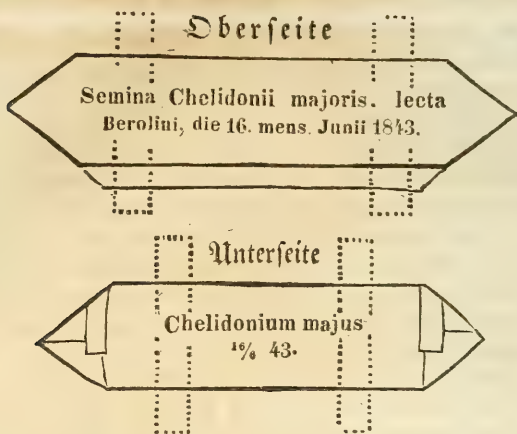 Oberſeite
Semina Chelidonii majoris. lecta
Berolini, die 16. mens. Junii 1843.
Unterſeite
Chelidonium majus
16/6 43.